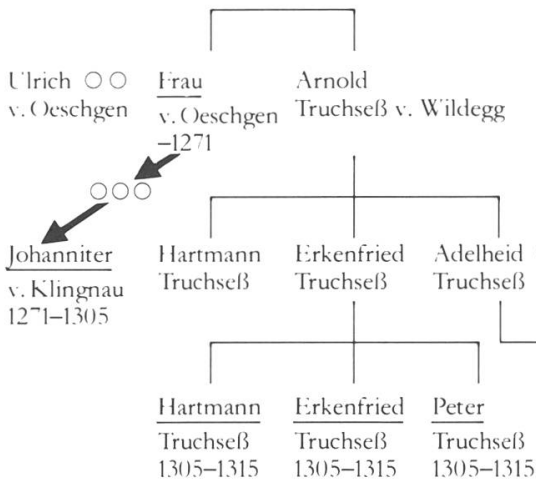 Ulrich ○ ○ Frau Arnold
v. Oeschgen v. Oeschgen Truchseß v. Wildegg
–1271
○ ○ ○
Johanniter Hartmann Erkenfried Adelheid
v. Klingnau Truchseß Truchseß Truchseß
1271–1305
Hartmann Erkenfried Peter
Truchseß Truchseß Truchseß
1305–1315 1305–1315 1305–1315